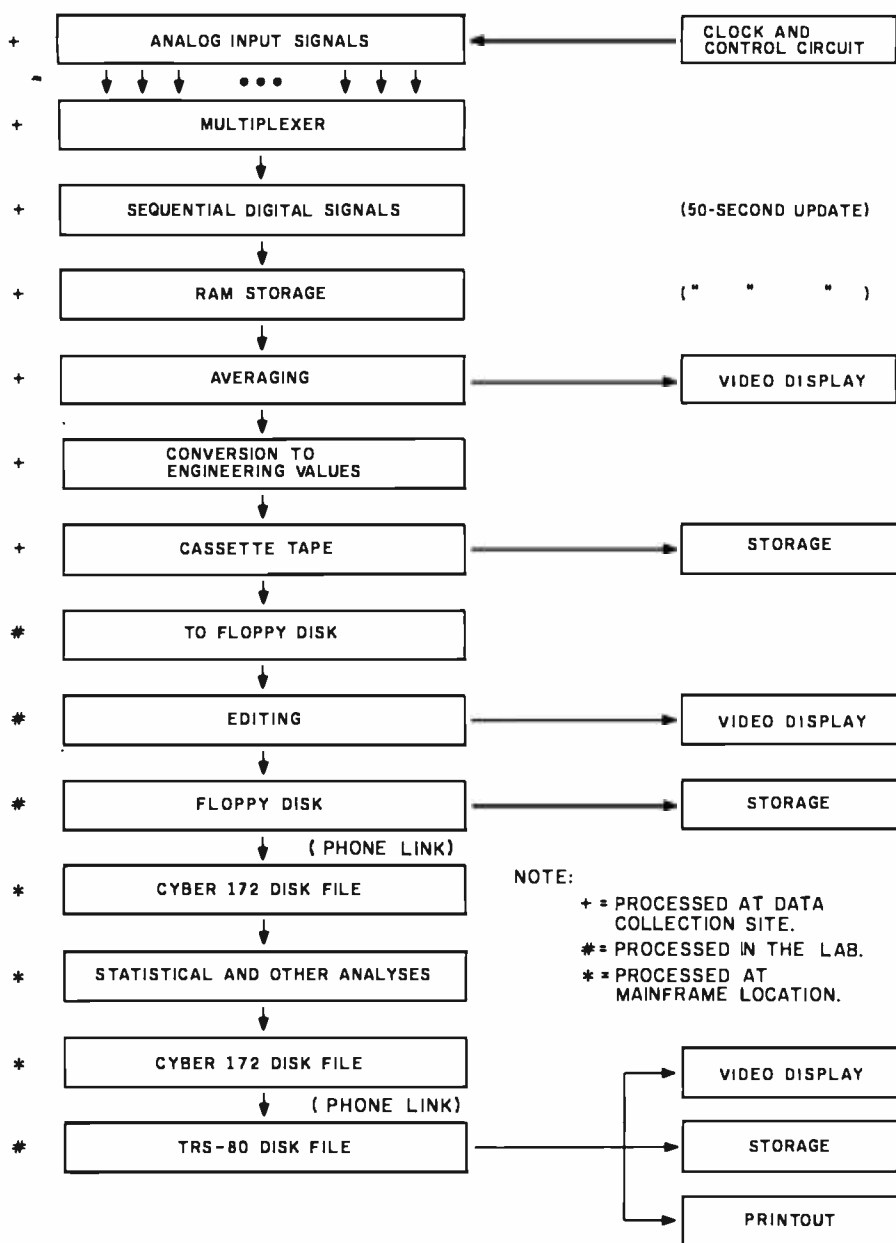 + ANALOG INPUT SIGNALS
CLOCK AND
CONTROL CIRCUIT
+ MULTIPLEXER
+ SEQUENTIAL DIGITAL SIGNALS (50-SECOND UPDATE)
+ RAM STORAGE (" " " )
+ AVERAGING VIDEO DISPLAY
+ CONVERSION TO
ENGINEERING VALUES
+ CASSETTE TAPE STORAGE
# TO FLOPPY DISK
# EDITING VIDEO DISPLAY
# FLOPPY DISK STORAGE
(PHONE LINK)
* CYBER 172 DISK FILE
NOTE:
+ = PROCESSED AT DATA
COLLECTION SITE.
# = PROCESSED IN THE LAB.
* = PROCESSED AT
MAINFRAME LOCATION.
* STATISTICAL AND OTHER ANALYSES
* CYBER 172 DISK FILE
(PHONE LINK)
# TRS-80 DISK FILE
VIDEO DISPLAY
STORAGE
PRINTOUT